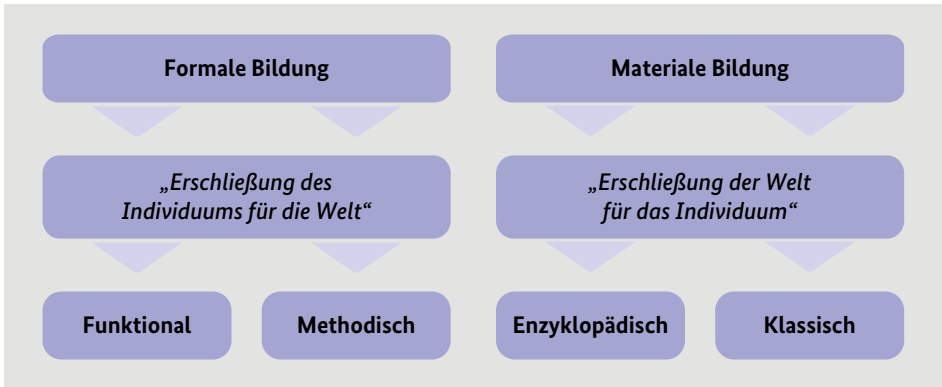 Formale Bildung
Materiale Bildung
„Erschließung des
Individuums für die Welt“
„Erschließung der Welt
für das Individuum“
Funktional
Methodisch
Enzyklopädisch
Klassisch